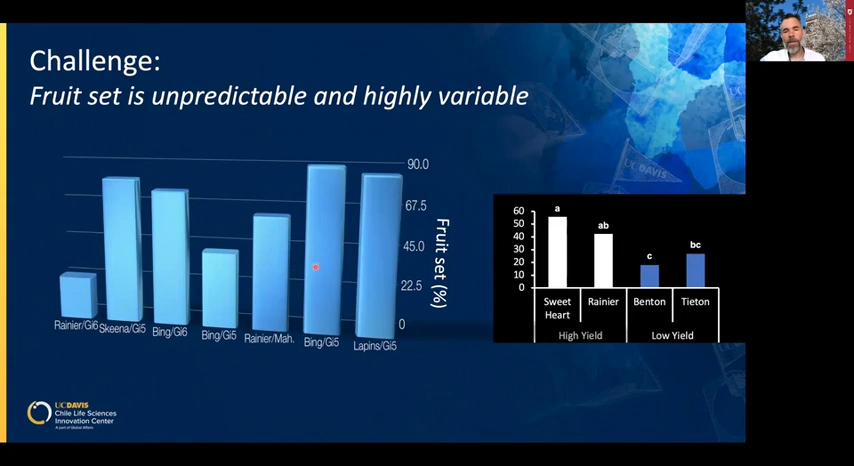 Challenge:
Fruit set is unpredictable and highly variable
90.0
67.5
45.0
22.5
0
Fruit set (%)
Rainier/Gi6
Skeena/Gi5
Bing/Gi6
Bing/Gi5
Rainier/Mah.
Bing/Gi5
Lapins/Gi5
60
50
40
30
20
10
0
a
ab
c
bc
Sweet Heart
Rainier
Benton
Tieton
High Yield
Low Yield
UC DAVIS
UCDAVIS
Chile Life Sciences
Innovation Center
A part of Global Affairs